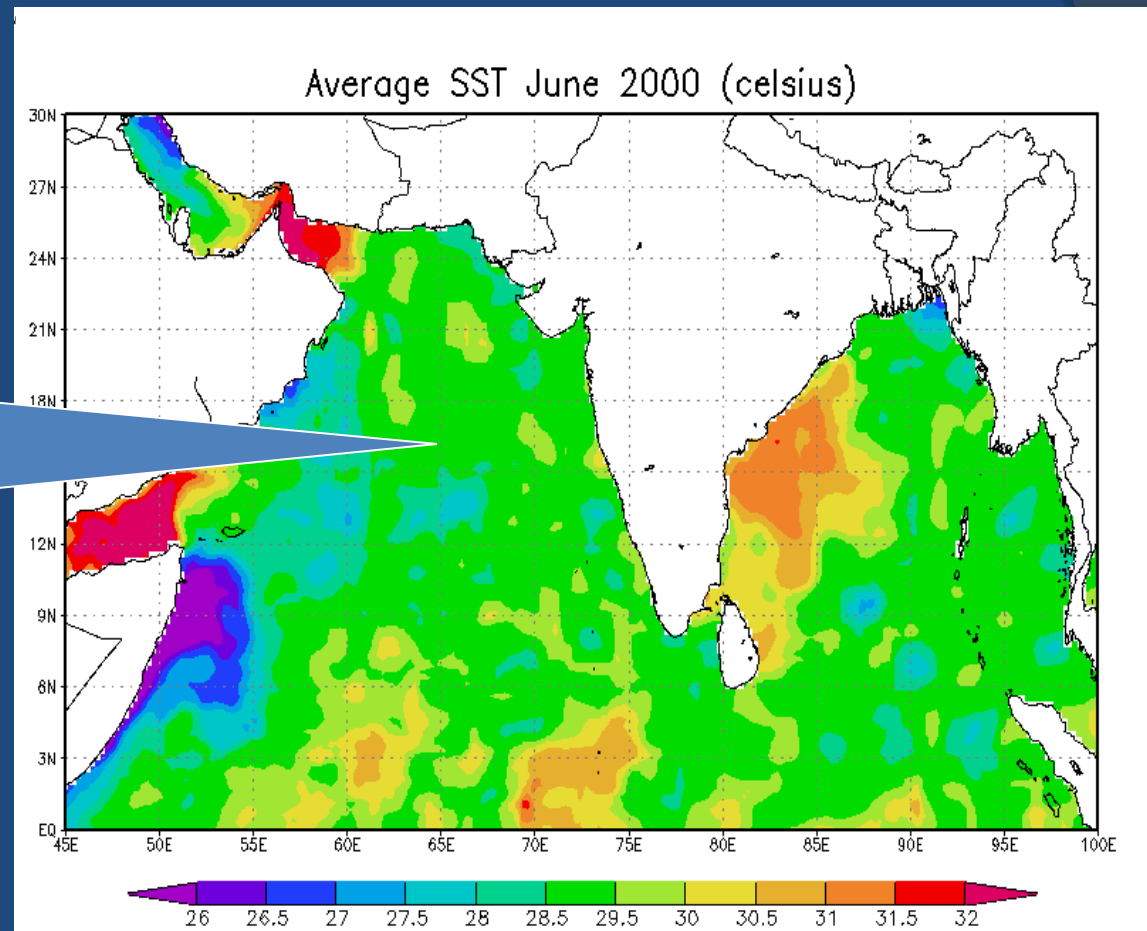 Average SST June 2000 (celsius)
30N
27N
24N
21N
18N
12N
9N
6N
3N
EQ
45E 50E 55E 60E 65E 70E 75E 80E 85E 90E 95E 100E
26 26.5 27 27.5 28 28.5 29.5 30 30.5 31 31.5 32